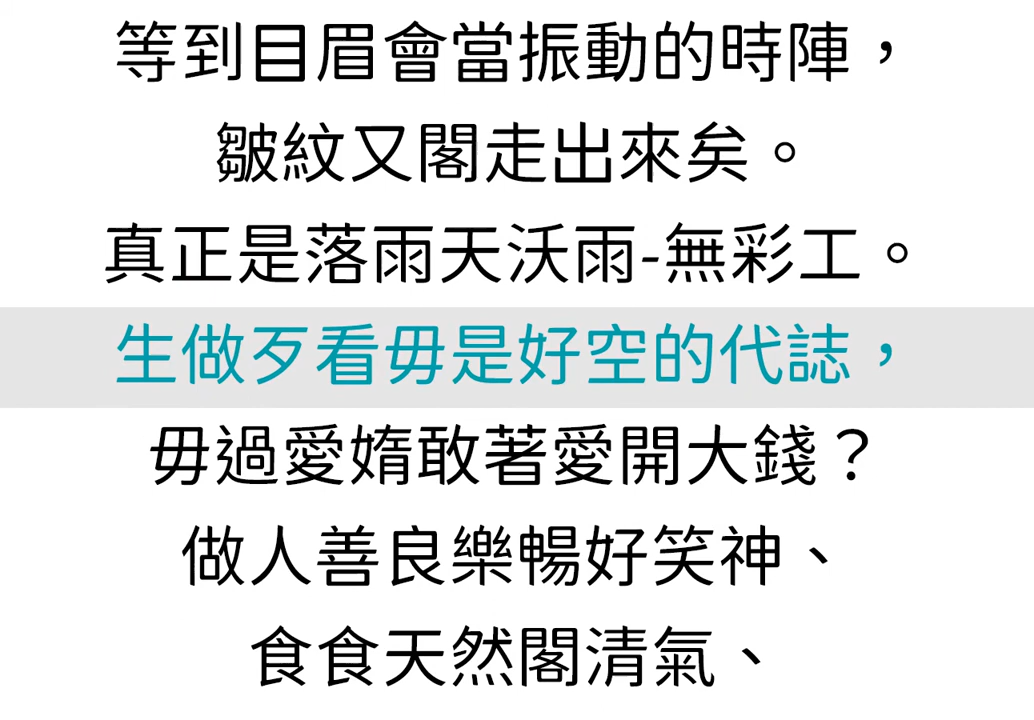 等到目眉會當振動的時陣，
皺紋又閣走出來矣。
真正是落雨天沃雨-無彩工。
生做歹看毋是好空的代誌，
毋過愛媠敢著愛開大錢？
做人善良樂暢好笑神、
食食天然閣清氣、